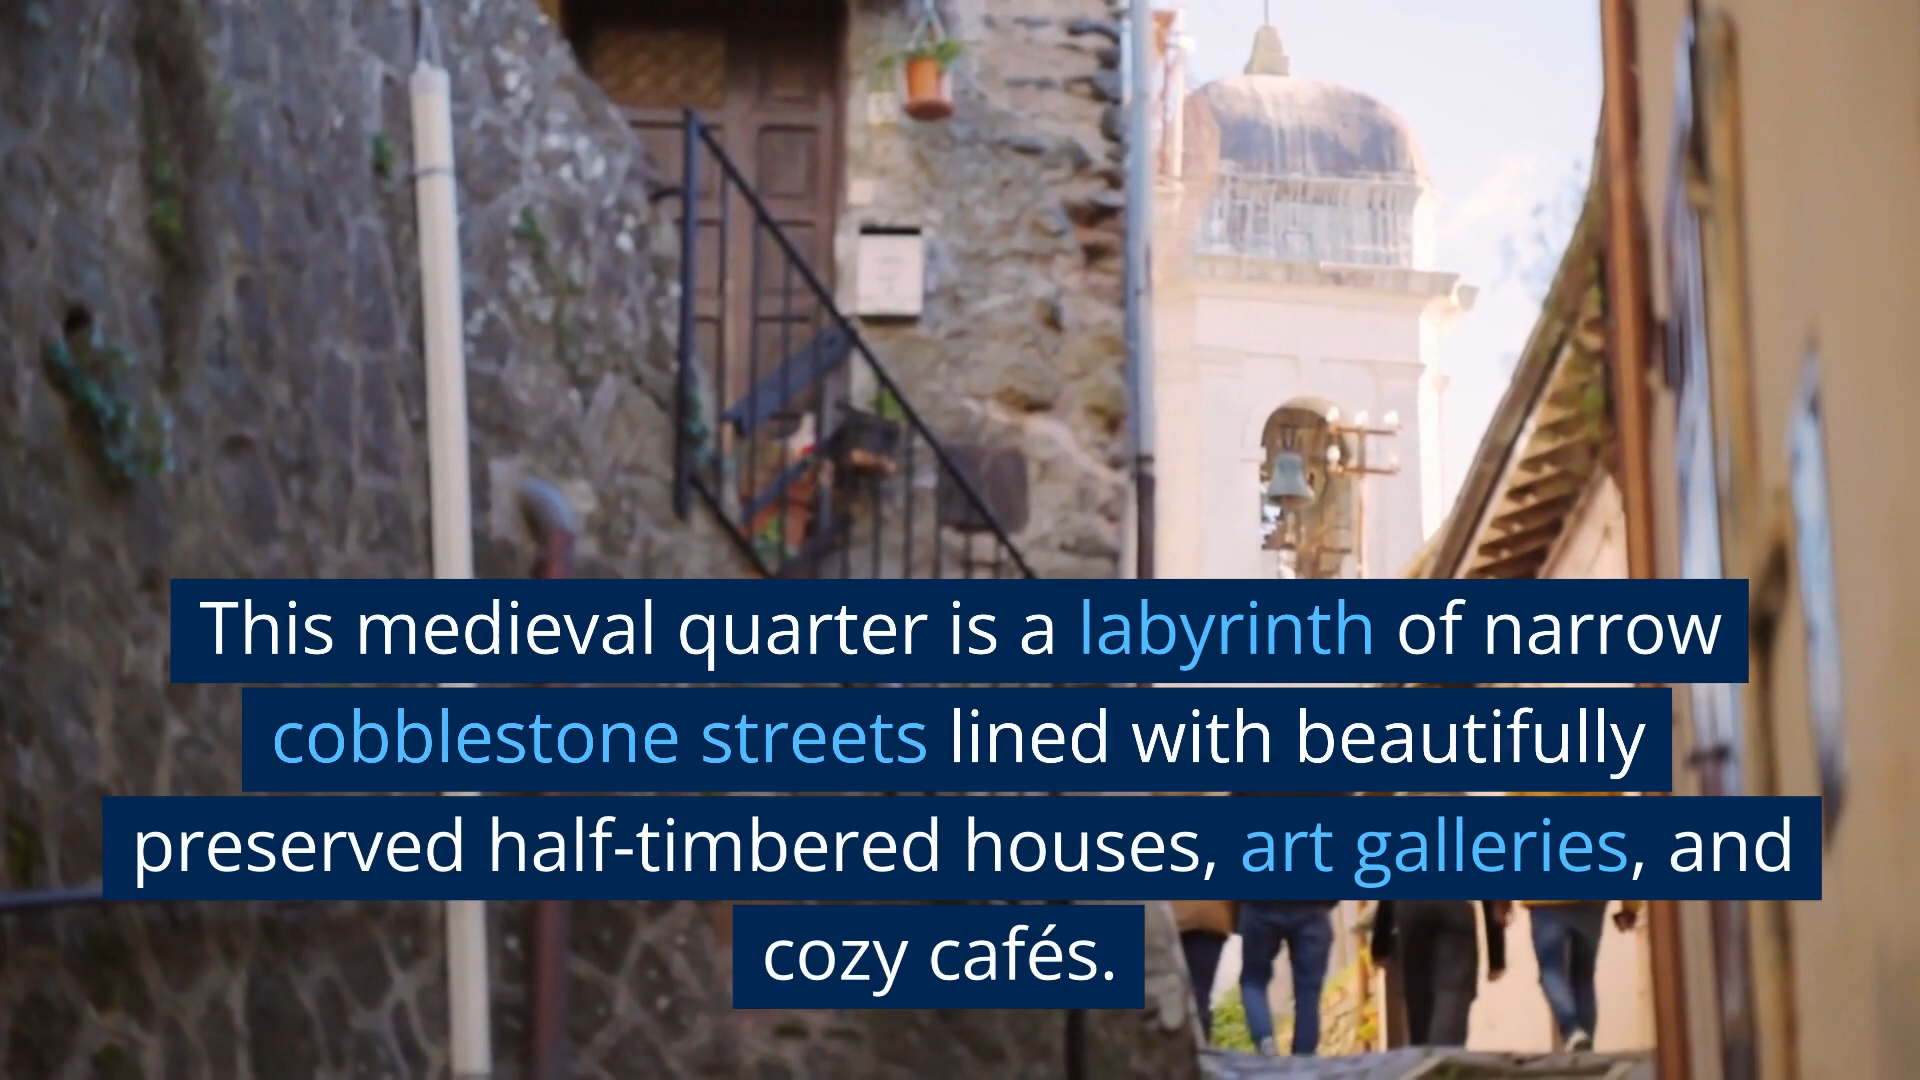 This medieval quarter is a labyrinth of narrow
cobblestone streets lined with beautifully
preserved half-timbered houses, art galleries, and
cozy cafés.